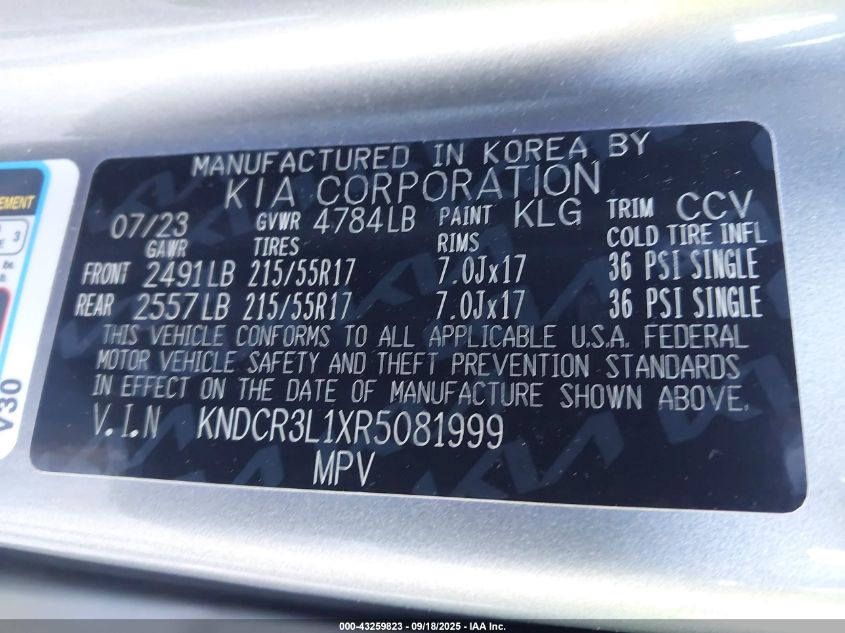 MANUFACTURED IN KOREA BY
KIA CORPORATION
07/23 GVWR 4784LB PAINT KLG TRIM CCV
GAWR TIRES RIMS COLD TIRE INFL
FRONT 2491LB 215/55R17 7.0Jx17 36 PSI SINGLE
REAR 2557LB 215/55R17 7.0Jx17 36 PSI SINGLE
THIS VEHICLE CONFORMS TO ALL APPLICABLE U.S.A. FEDERAL
MOTOR VEHICLE SAFETY AND THEFT PREVENTION STANDARDS
IN EFFECT ON THE DATE OF MANUFACTURE SHOWN ABOVE.
V.I.N KNDCR3L1XR5081999
MPV
3
V30
000-43259823 - 09/18/2025 - IAA Inc.